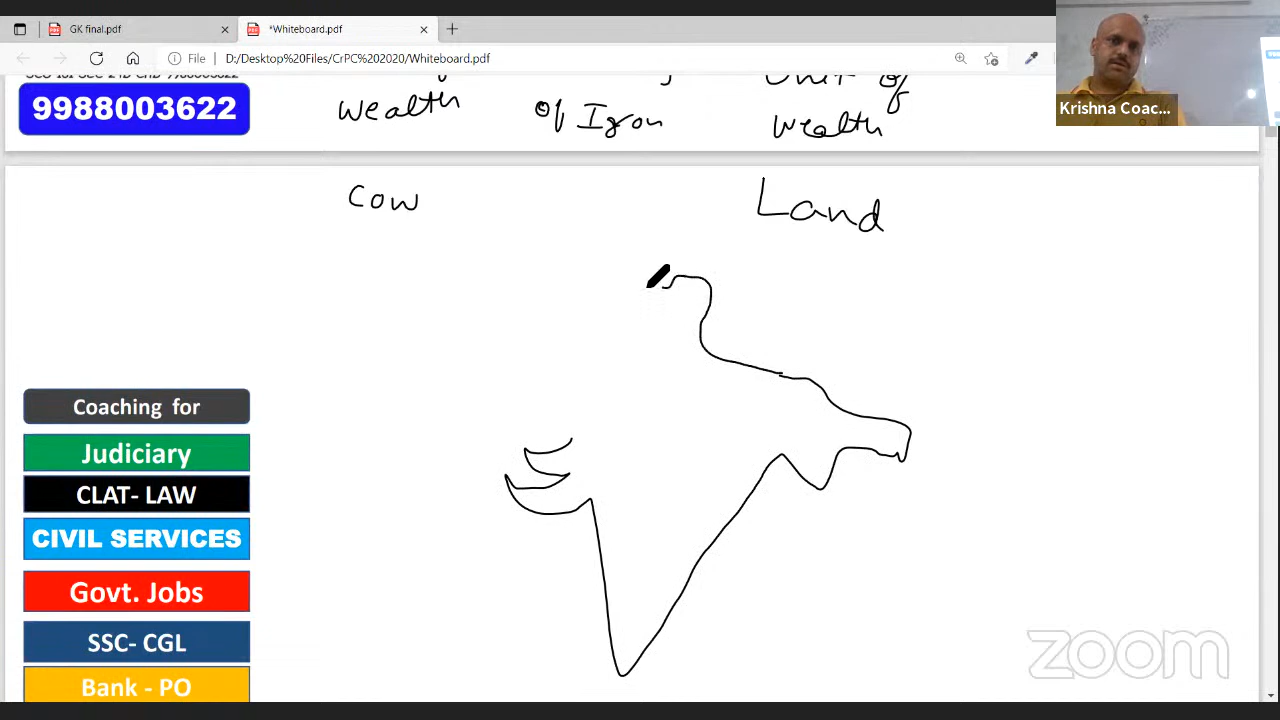 GK final.pdf
*Whiteboard.pdf
File
D:/Desktop%20Files/CrPC%202020/Whiteboard.pdf
Krishna Coac...
9988003622
wealth
of Iron
Unit of
wealth
Cow
Land
Coaching for
Judiciary
CLAT- LAW
CIVIL SERVICES
Govt. Jobs
SSC- CGL
Bank - PO
zoom